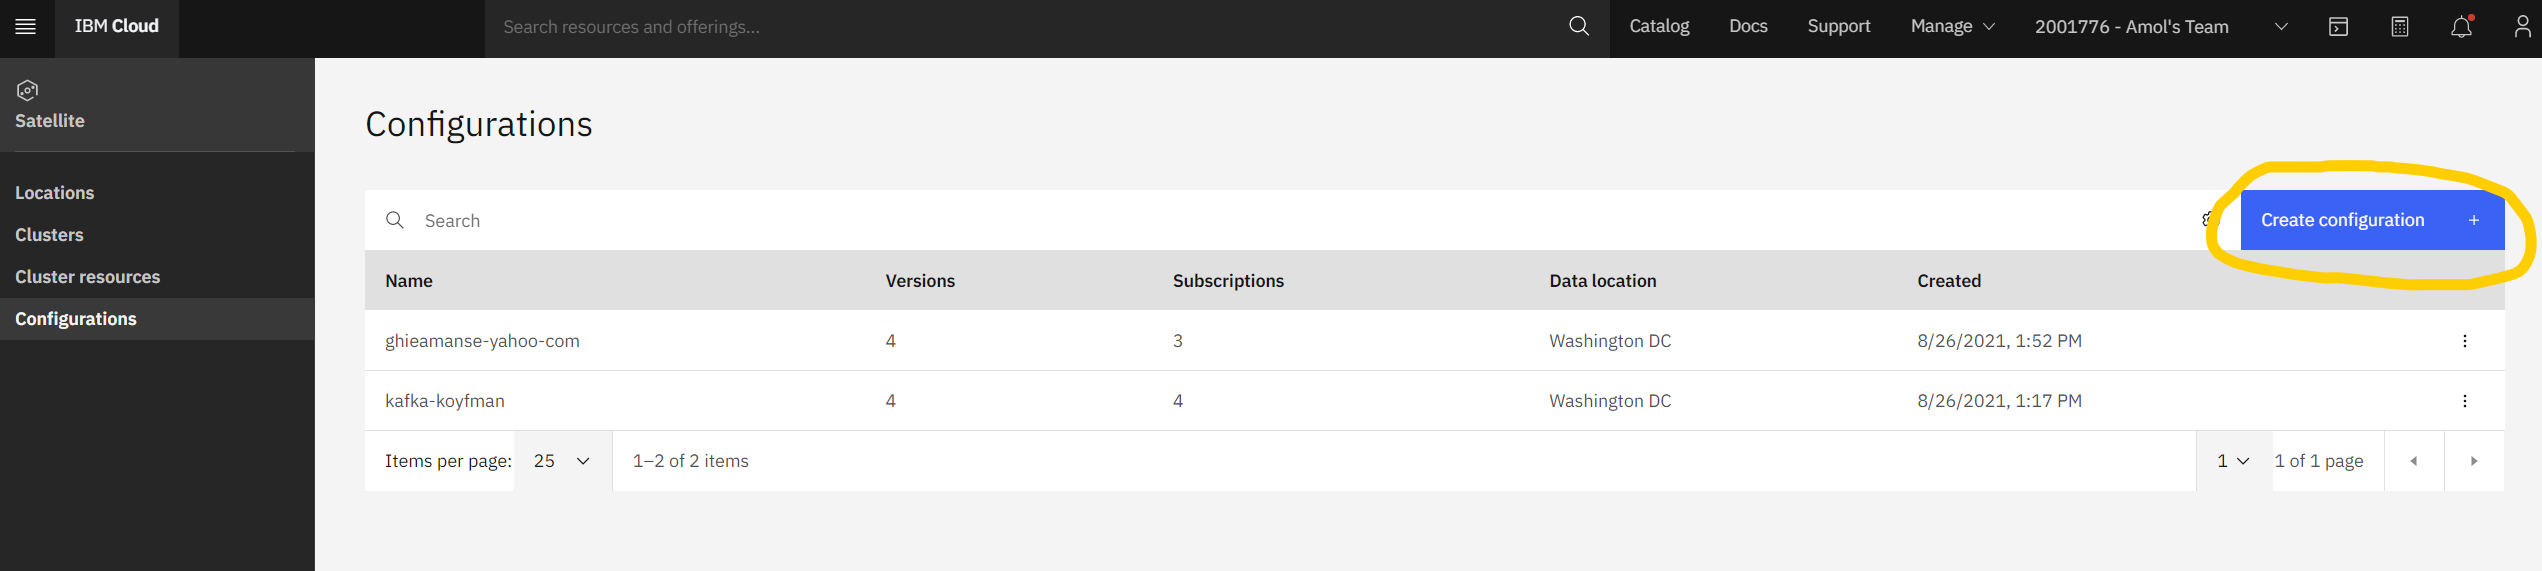 IBM Cloud Search resources and offerings... Catalog Docs Support Manage 2001776 - Amol's Team
Satellite
Locations
Clusters
Cluster resources
Configurations
Configurations
Search Create configuration +
Name Versions Subscriptions Data location Created
ghieamanse-yahoo-com 4 3 Washington DC 8/26/2021, 1:52 PM
kafka-koyfman 4 4 Washington DC 8/26/2021, 1:17 PM
Items per page: 25 1–2 of 2 items 1 1 of 1 page